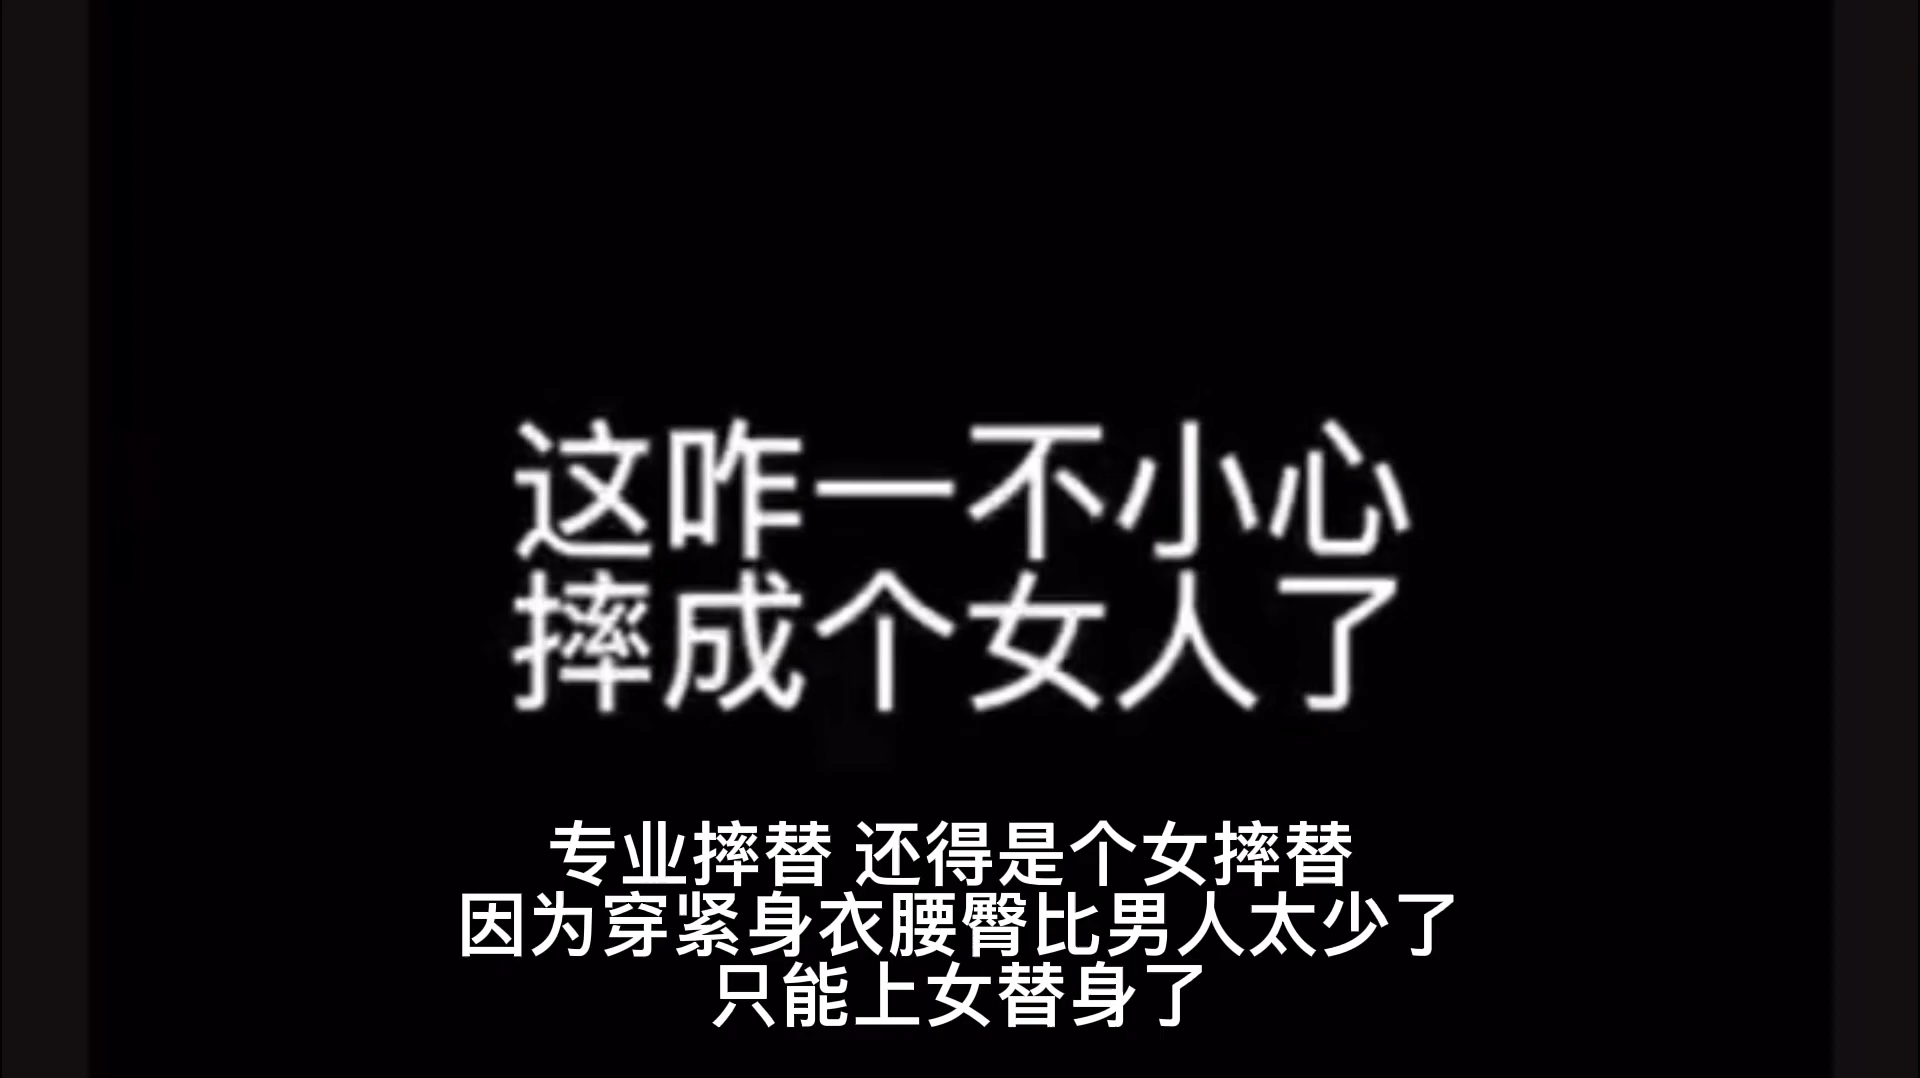 这咋一不小心
摔成个女人了
专业摔替 还得是个女摔替
因为穿紧身衣腰臀比男人太少了
只能上女替身了